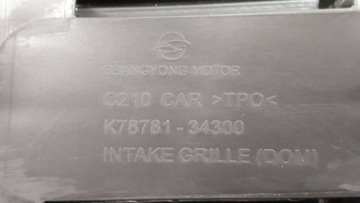 SSANGYONG MOTOR
C210 CAR >TPO<
K78781-34300
INTAKE GRILLE (DOM)